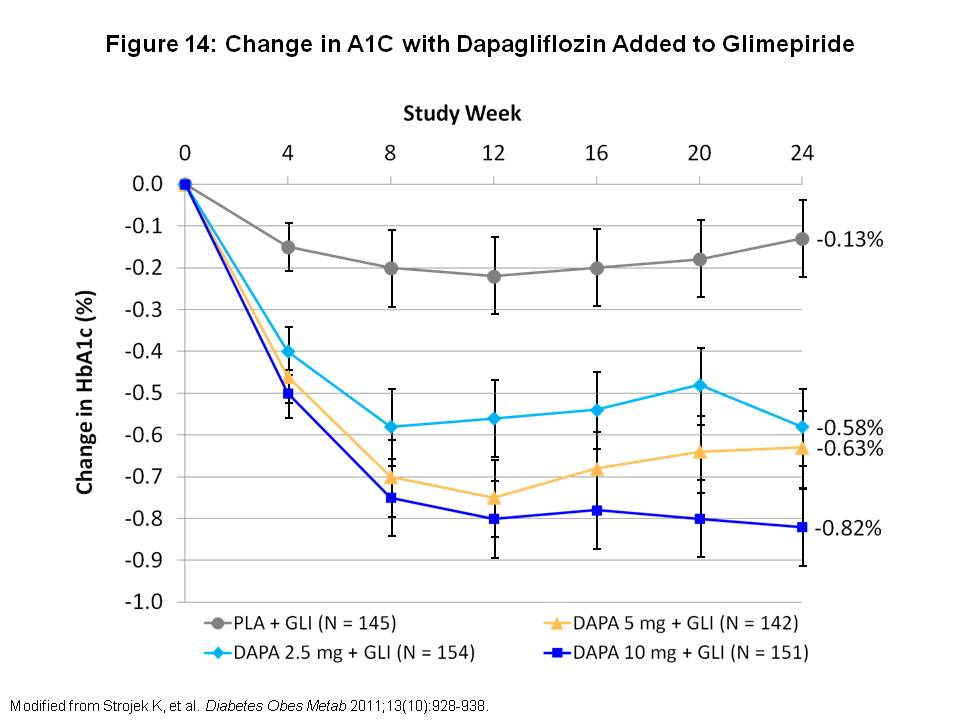 Figure 14: Change in A1C with Dapagliflozin Added to Glimepiride
Study Week
0 4 8 12 16 20 24
0.0
-0.1
-0.2
-0.3
-0.4
-0.5
-0.6
-0.7
-0.8
-0.9
-1.0
Change in HbA1c (%)
-0.13%
-0.58%
-0.63%
-0.82%
PLA + GLI (N = 145)
DAPA 5 mg + GLI (N = 142)
DAPA 2.5 mg + GLI (N = 154)
DAPA 10 mg + GLI (N = 151)
Modified from Strojek K, et al. Diabetes Obes Metab 2011;13(10):928-938.